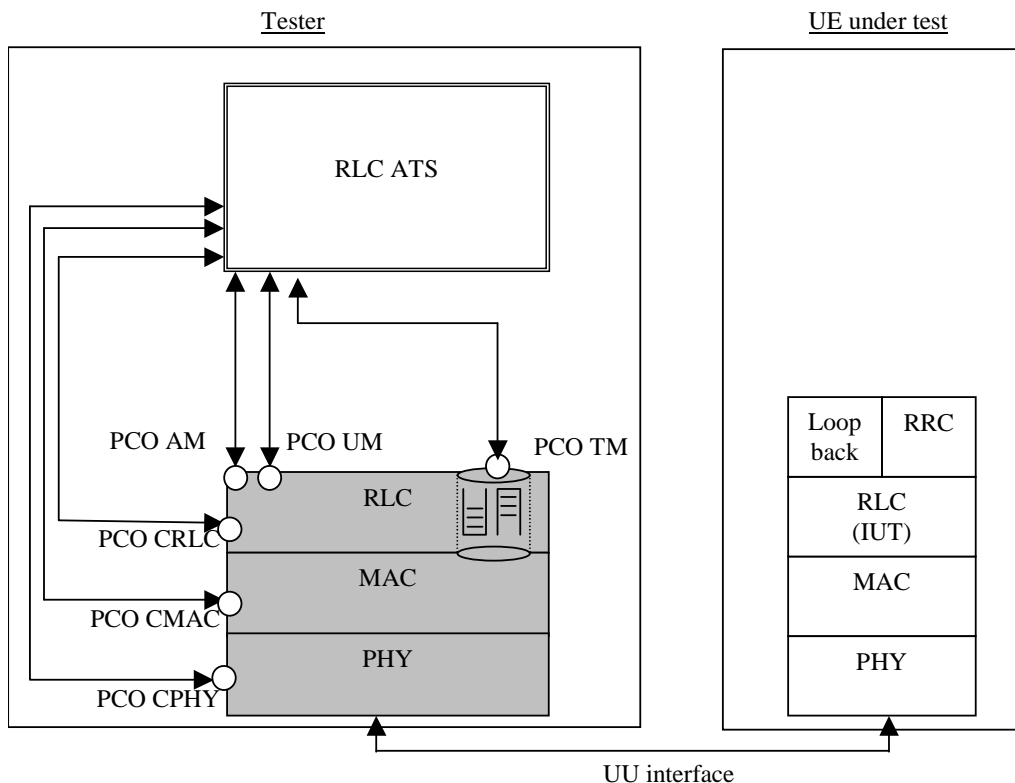 Tester
UE under test
RLC ATS
PCO AM
PCO UM
PCO TM
Loop
back
RRC
RLC
RLC
(IUT)
PCO CRLC
MAC
MAC
PCO CMAC
PHY
PHY
PCO CPHY
UU interface